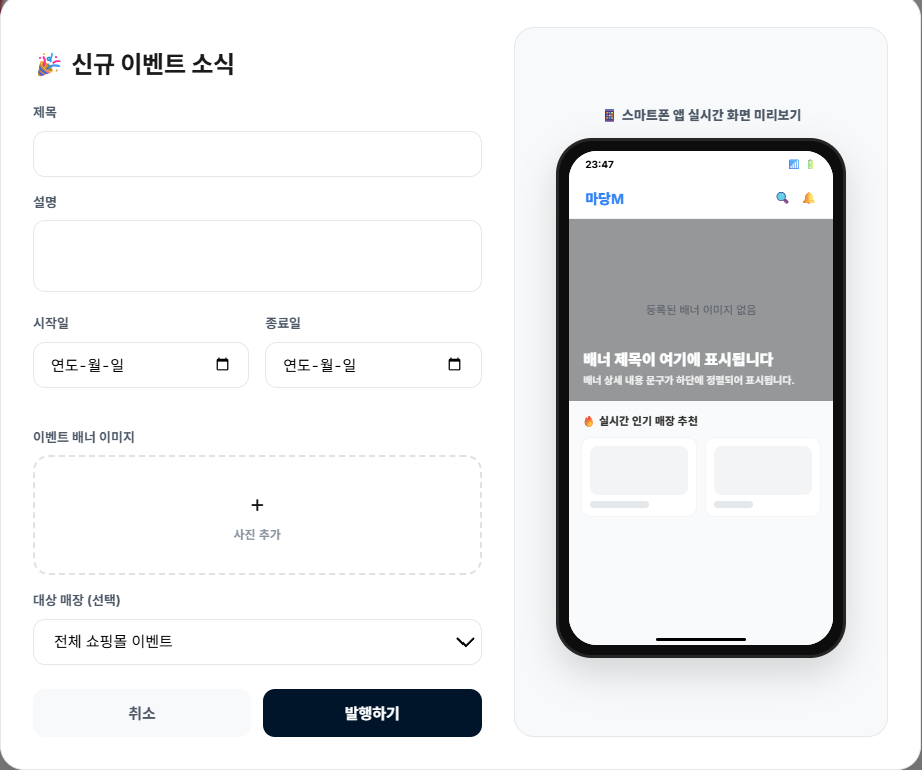 신규 이벤트 소식
제목
설명
시작일 종료일
연도-월-일 연도-월-일
이벤트 배너 이미지
+
사진 추가
대상 매장 (선택)
전체 쇼핑몰 이벤트
취소 발행하기
스마트폰 앱 실시간 화면 미리보기
23:47
마당M
등록된 배너 이미지 없음
배너 제목이 여기에 표시됩니다
배너 상세 내용 문구가 하단에 정렬되어 표시됩니다.
실시간 인기 매장 추천